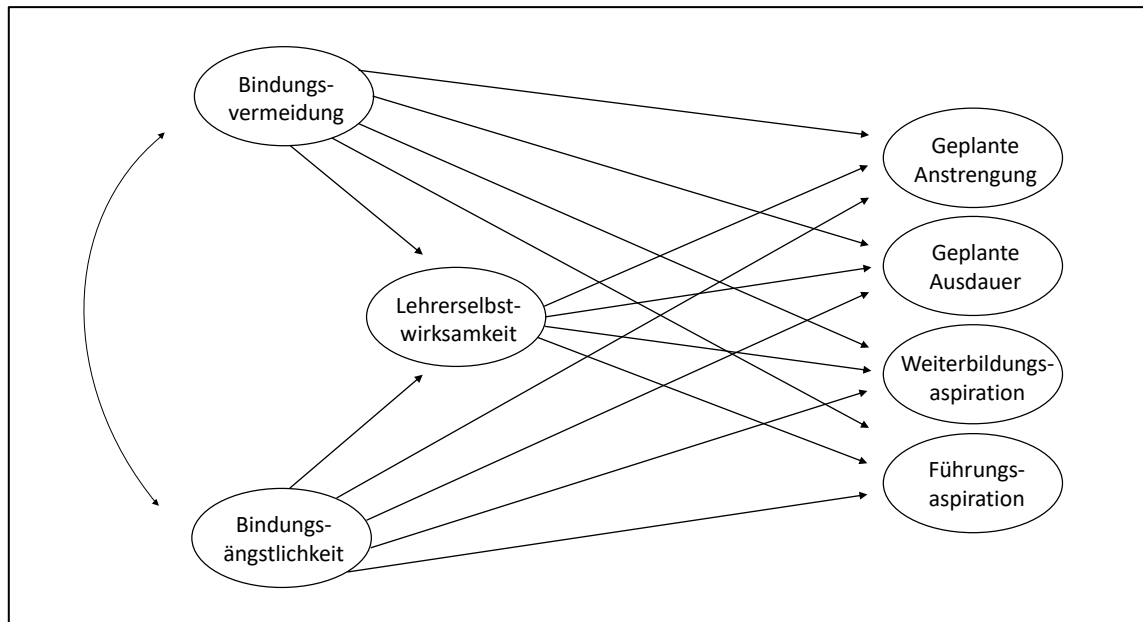 Bindungs-
vermeidung
Geplante
Anstrengung
Geplante
Ausdauer
Lehrerselbst-
wirksamkeit
Weiterbildungs-
aspiration
Führungs-
aspiration
Bindungs-
ängstlichkeit